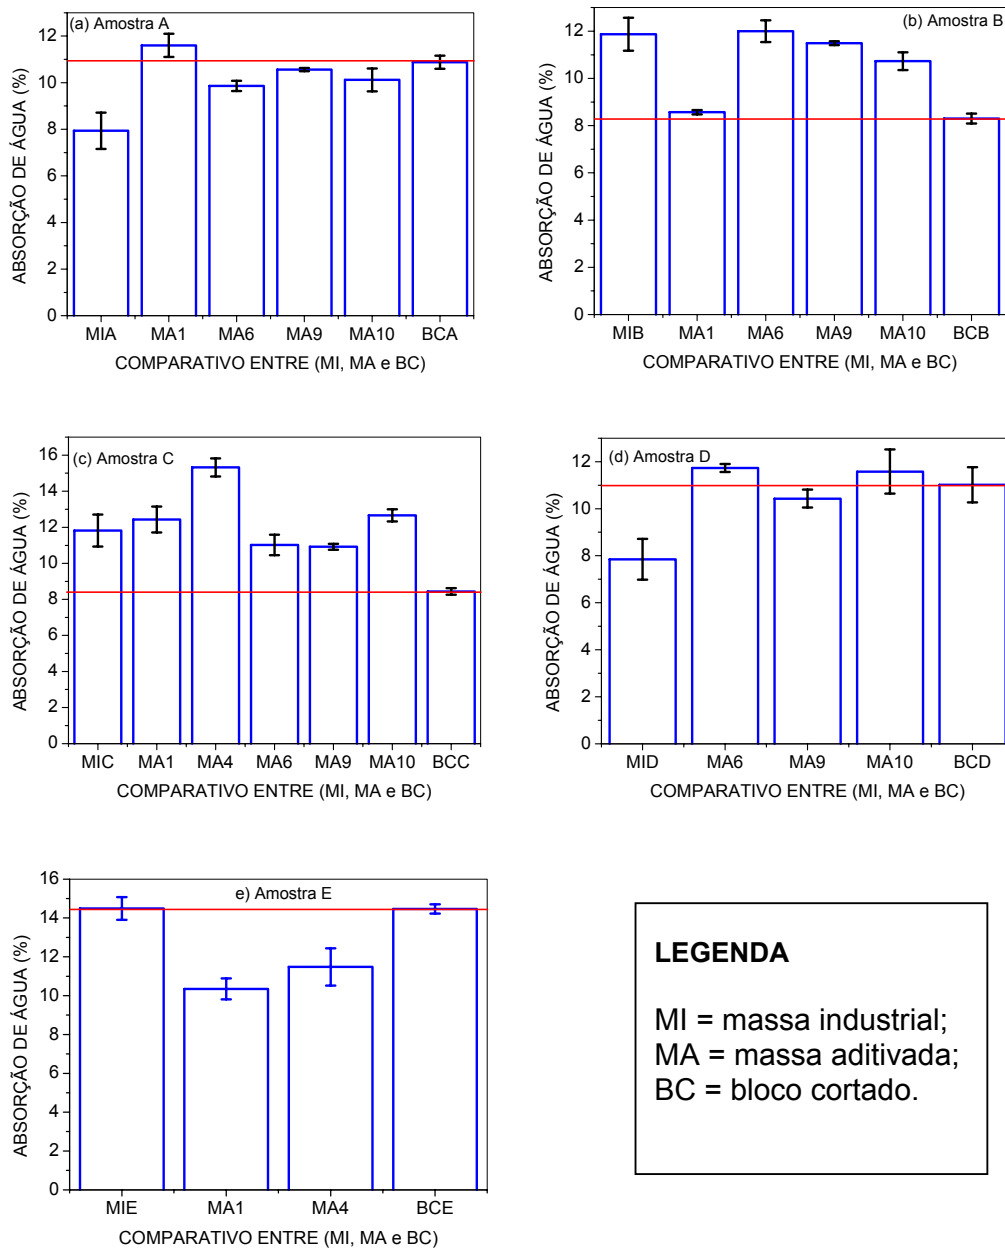 (a) Amostra A
ABSORÇÃO DE ÁGUA (%)
12
10
8
6
4
2
0
MIA MA1 MA6 MA9 MA10 BCA
COMPARATIVO ENTRE (MI, MA e BC)
(b) Amostra B
ABSORÇÃO DE ÁGUA (%)
12
10
8
6
4
2
0
MIB MA1 MA6 MA9 MA10 BCB
COMPARATIVO ENTRE (MI, MA e BC)
(c) Amostra C
ABSORÇÃO DE ÁGUA (%)
16
14
12
10
8
6
4
2
0
MIC MA1 MA4 MA6 MA9 MA10 BCC
COMPARATIVO ENTRE (MI, MA e BC)
(d) Amostra D
ABSORÇÃO DE ÁGUA (%)
12
10
8
6
4
2
0
MID MA6 MA9 MA10 BCD
COMPARATIVO ENTRE (MI, MA e BC)
e) Amostra E
ABSORÇÃO DE ÁGUA (%)
16
14
12
10
8
6
4
2
0
MIE MA1 MA4 BCE
COMPARATIVO ENTRE (MI, MA e BC)
LEGENDA
MI = massa industrial;
MA = massa aditivada;
BC = bloco cortado.